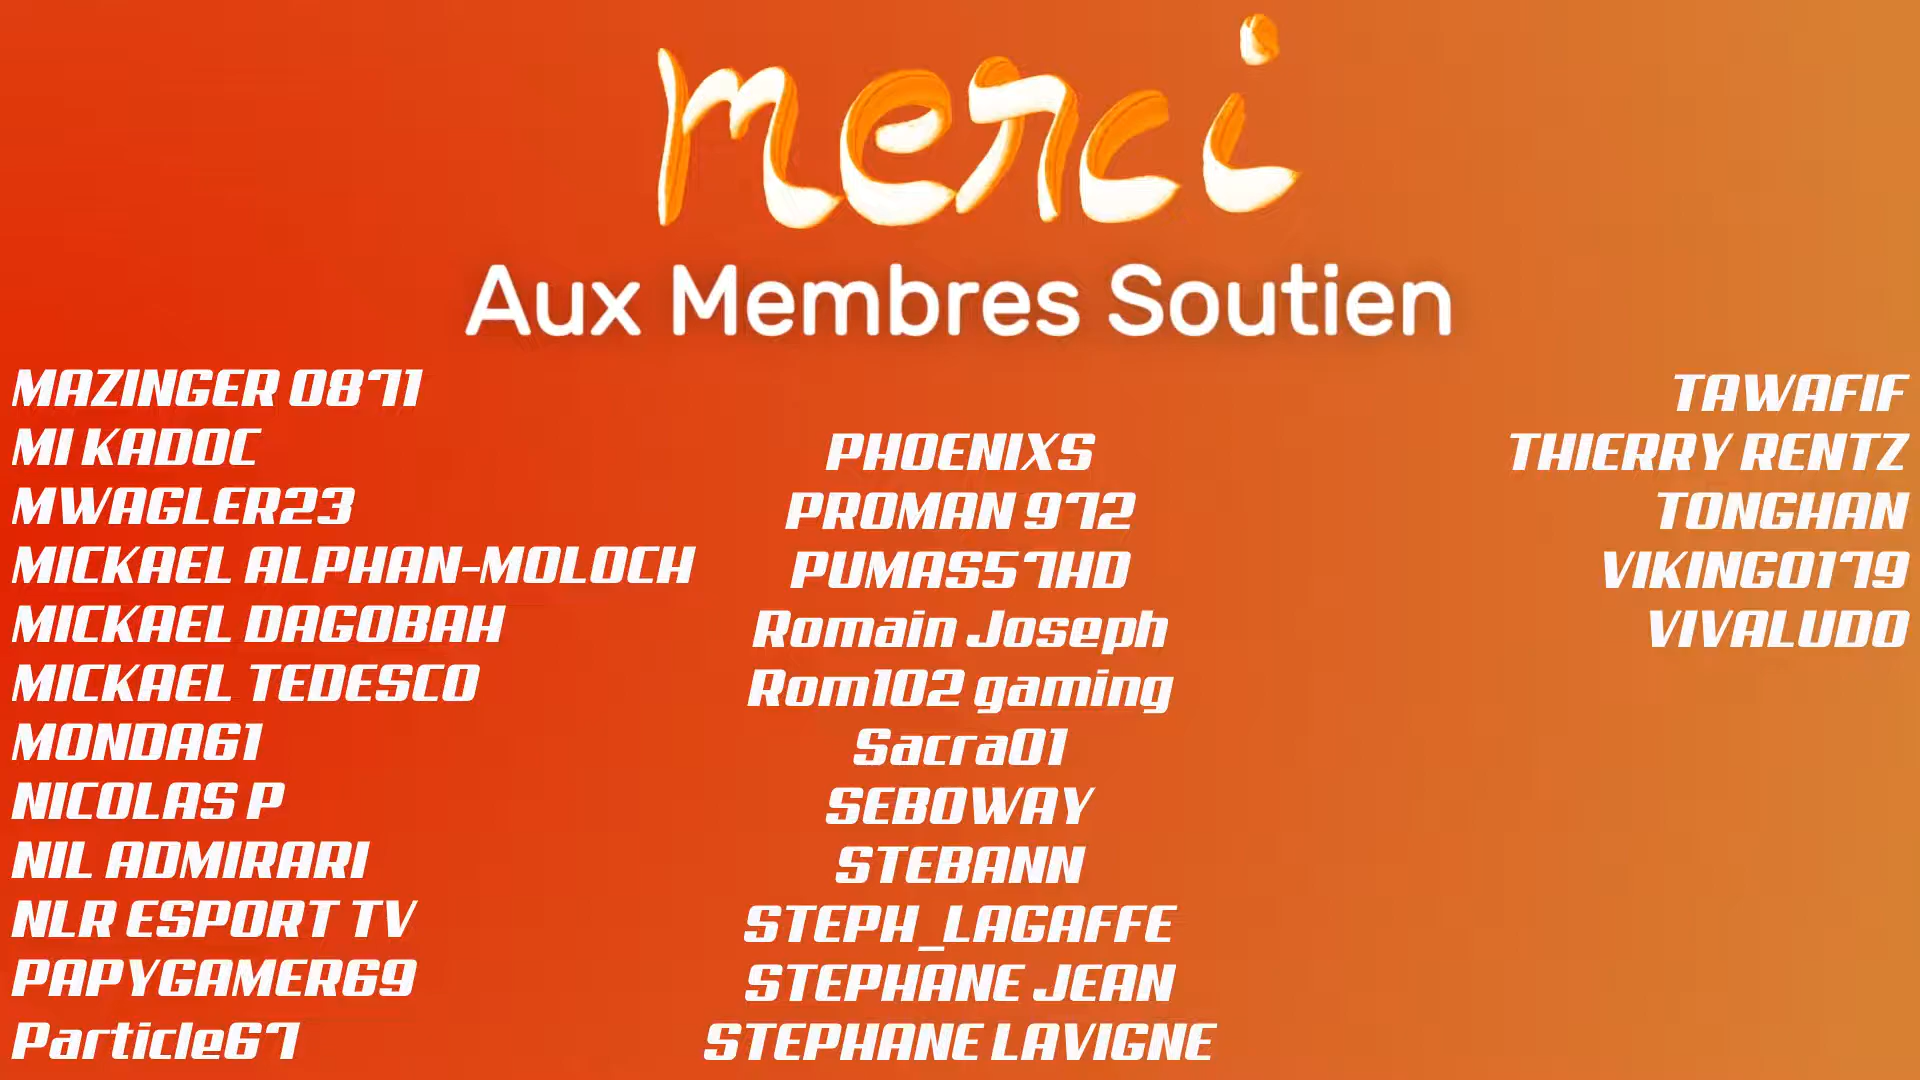 merci
Aux Membres Soutien
MAZINGER 0871
MI KADOC
MWAGLER23
MICKAEL ALPHAN-MOLOCH
MICKAEL DAGOBAH
MICKAEL TEDESCO
MONDA61
NICOLAS P
NIL ADMIRARI
NLR ESPORT TV
PAPYGAMER69
Particle67
PHOENIXS
PROMAN 972
PUMAS57HD
Romain Joseph
Rom102 gaming
Sacra01
SEBOWAY
STEBANN
STEPH_LAGAFFE
STEPHANE JEAN
STEPHANE LAVIGNE
TAWAFIF
THIERRY RENTZ
TONGHAN
VIKING0179
VIVALUDO